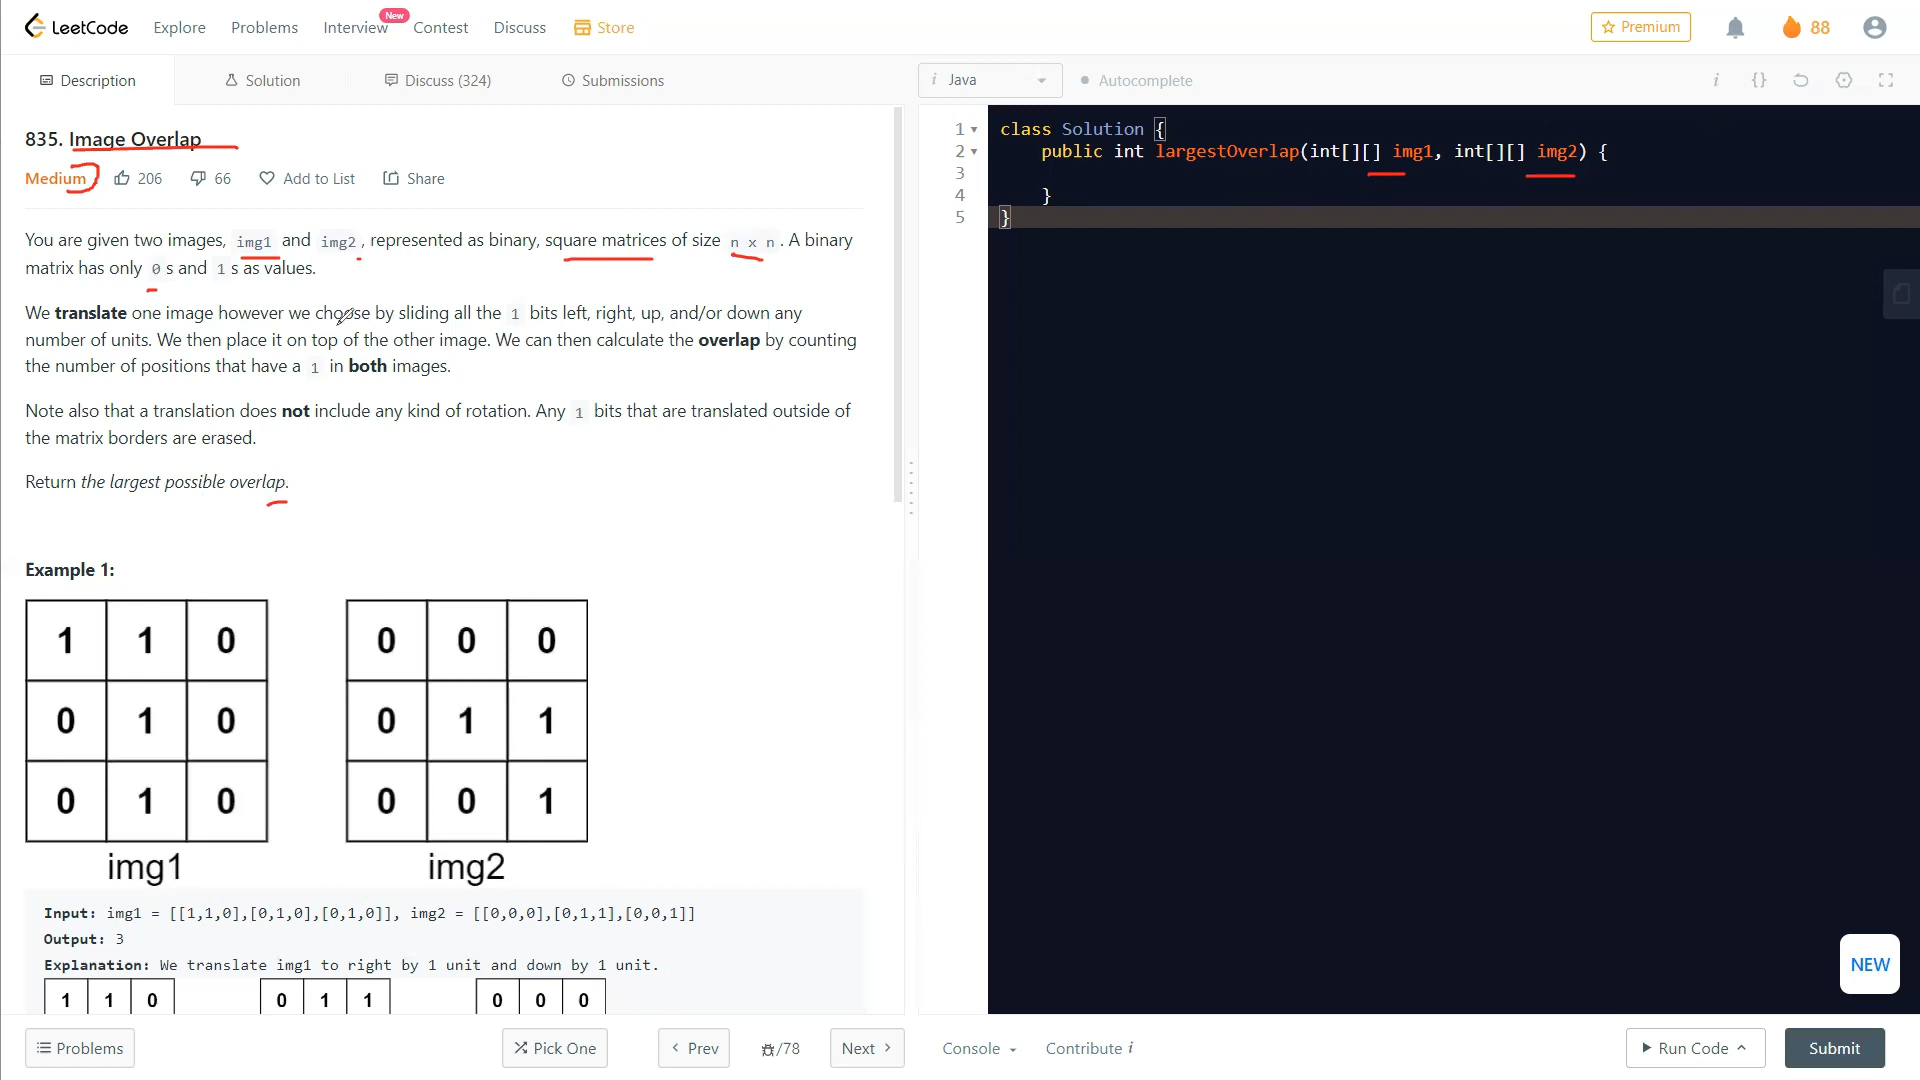 LeetCode Explore Problems Interview New Contest Discuss Store Premium 88
Description Solution Discuss (324) Submissions
835. Image Overlap
Medium 206 66 Add to List Share
You are given two images, img1 and img2, represented as binary, square matrices of size n x n. A binary
matrix has only 0s and 1s as values.
We translate one image however we choose by sliding all the 1 bits left, right, up, and/or down any
number of units. We then place it on top of the other image. We can then calculate the overlap by counting
the number of positions that have a 1 in both images.
Note also that a translation does not include any kind of rotation. Any 1 bits that are translated outside of
the matrix borders are erased.
Return the largest possible overlap.
Example 1:
1 1 0 0 0 0
0 1 0 0 1 1
0 1 0 0 0 1
img1 img2
Input: img1 = [[1,1,0],[0,1,0],[0,1,0]], img2 = [[0,0,0],[0,1,1],[0,0,1]]
Output: 3
Explanation: We translate img1 to right by 1 unit and down by 1 unit.
1 1 0 0 1 1 0 0 0
Problems Pick One < Prev /78 Next >
i Java Autocomplete i {}
1 class Solution {
2 public int largestOverlap(int[][] img1, int[][] img2) {
3
4 }
5 }
NEW
Console Contribute i Run Code Submit